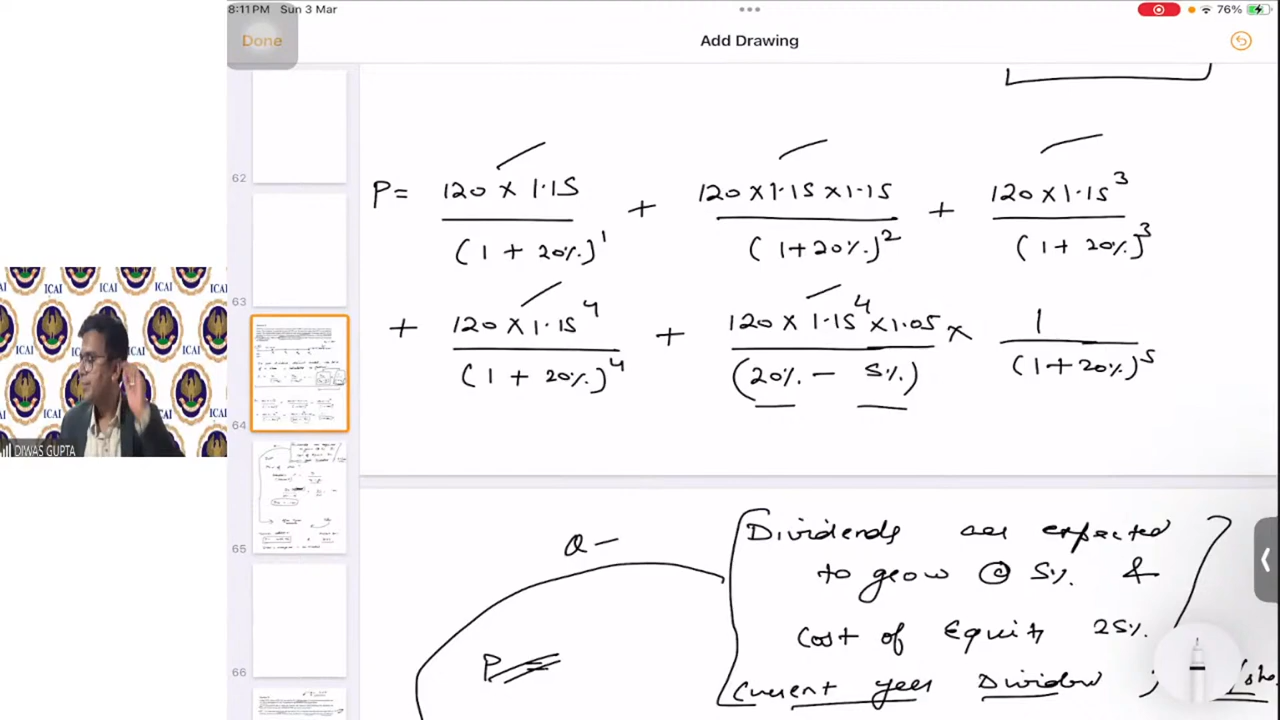 8:11 PM Sun 3 Mar
76%
Done
Add Drawing
62
P = 120 × 1.15 / (1 + 20%)^1 + 120 × 1.15 × 1.15 / (1 + 20%)^2 + 120 × 1.15^3 / (1 + 20%)^3
63
+ 120 × 1.15^4 / (1 + 20%)^4 + 120 × 1.15^4 × 1.05 / (20% - 5%) × 1 / (1 + 20%)^5
ICAI ICAI
64
DIWAS GUPTA
Q - Dividends are expected
to grow @ 5% &
65
Cost of Equity 25%.
P
66
Current year Dividend